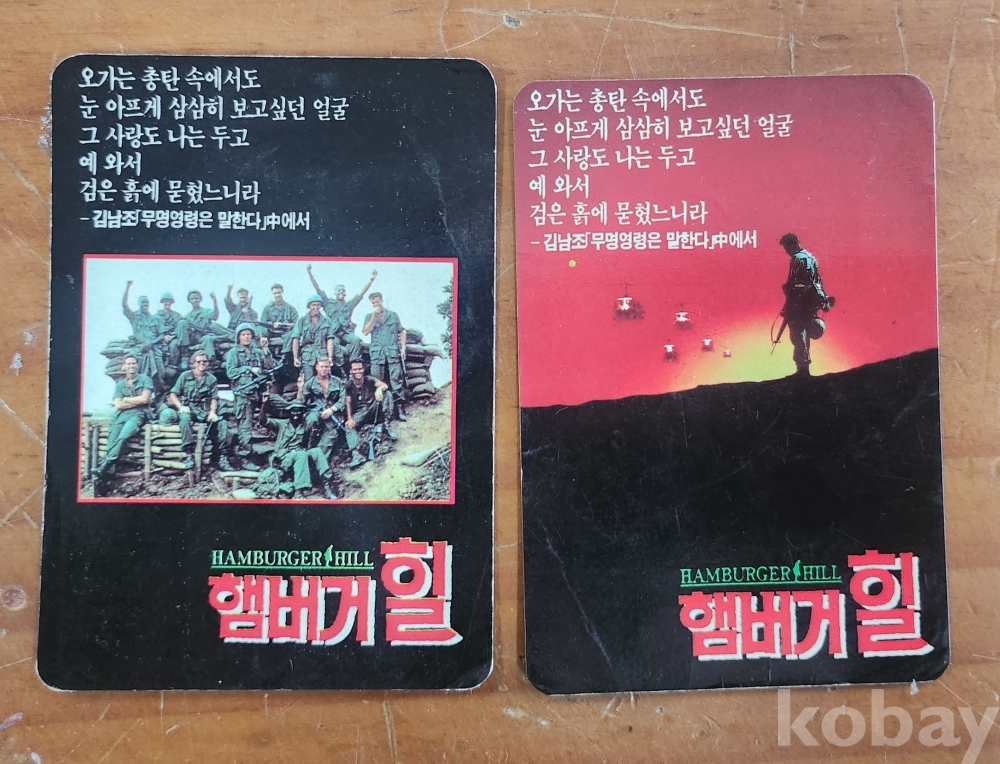 오가는 총탄 속에서도
눈 아프게 삼삼히 보고싶던 얼굴
그 사랑도 나는 두고
예 와서
검은 흙에 묻혔느니라
-김남조「무명영령은 말한다」中에서
HAMBURGER HILL
햄버거 힐
오가는 총탄 속에서도
눈 아프게 삼삼히 보고싶던 얼굴
그 사랑도 나는 두고
예 와서
검은 흙에 묻혔느니라
-김남조「무명영령은 말한다」中에서
HAMBURGER HILL
햄버거 힐
kobay